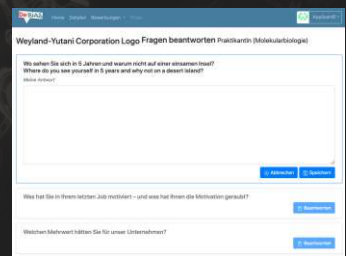 Home
Weyland-Yutani Corporation Logo Fragen beantworten Praktikantin (Molekularbiologie)
Wo sehen Sie sich in 5 Jahren und warum nicht auf einer einsamen Insel?
Where do you see yourself in 5 years and why not on a desert island?
Meine Antwort
Abbrechen Speichern
Was hat Sie in Ihrem letzten Job motiviert – und was hat Ihnen die Motivation geraubt?
Beantworten
Welchen Mehrwert hätten Sie für unser Unternehmen?
Beantworten